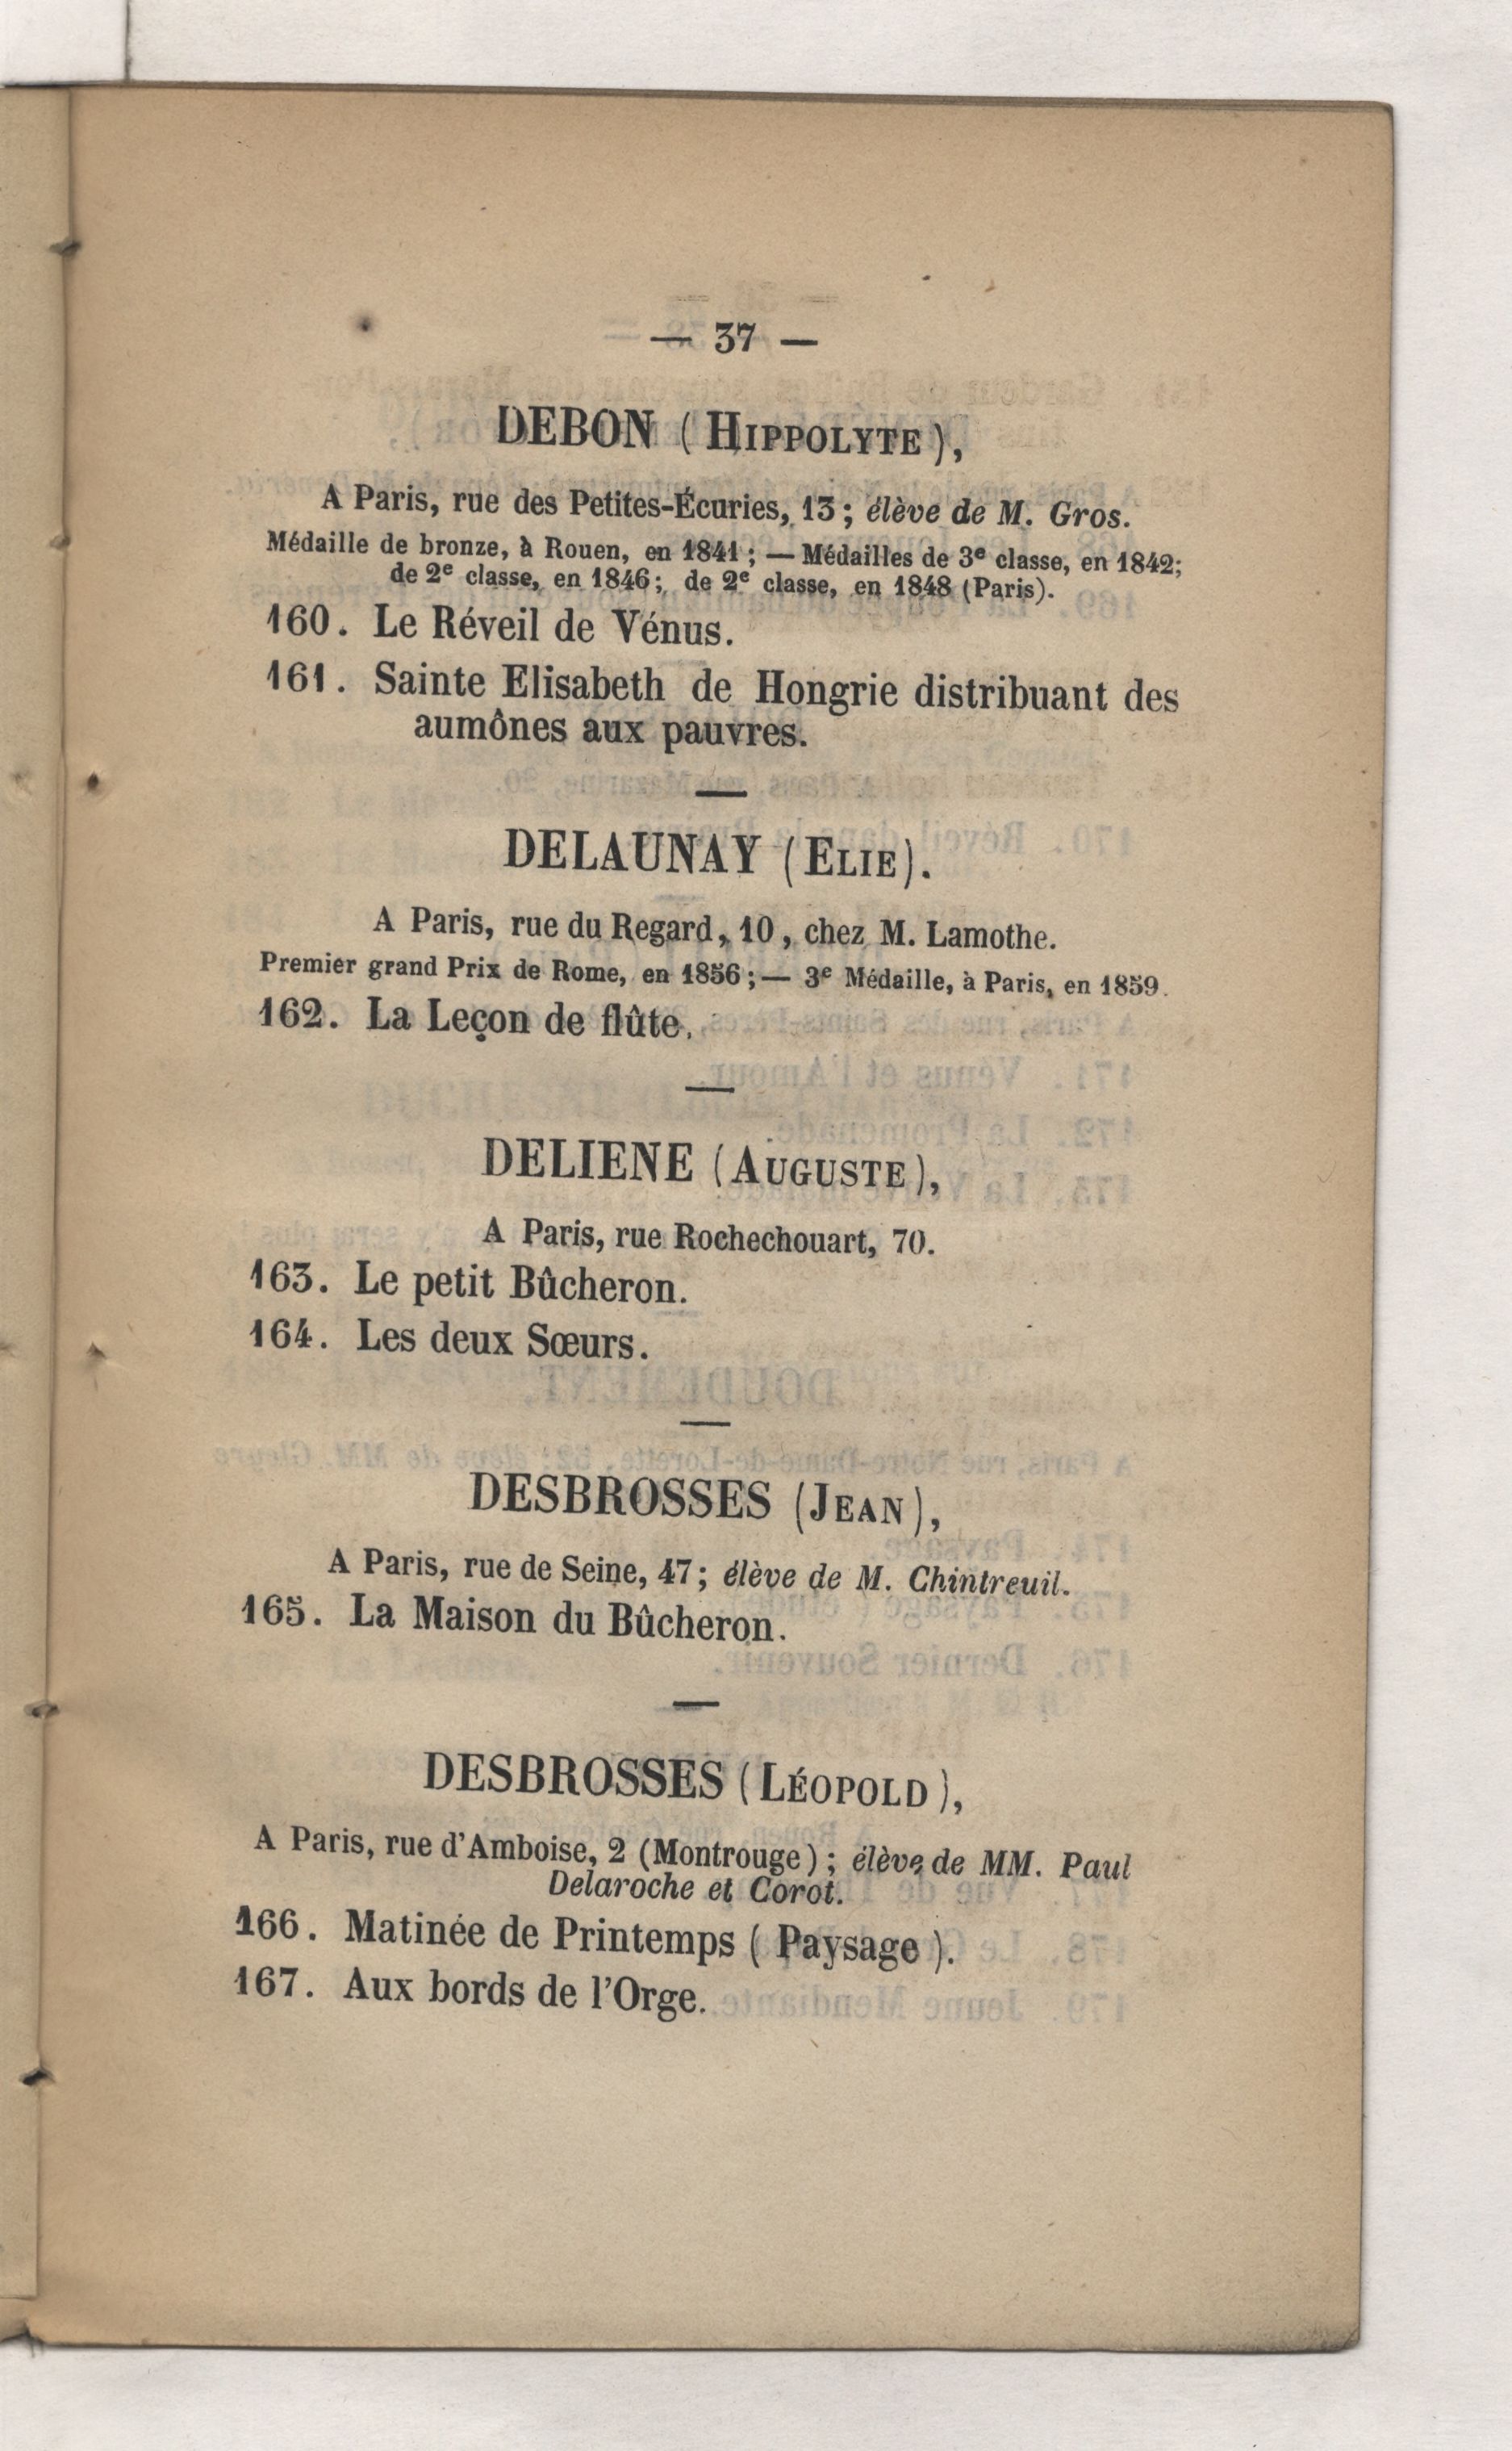 — 37 —
DEBON (HIPPOLYTE),
A Paris, rue des Petites-Écuries, 13; élève de M. Gros.
Médaille de bronze, à Rouen, en 1841; — Médailles de 3e classe, en 1842;
de 2e classe, en 1846; de 2e classe, en 1848 (Paris).
160. Le Réveil de Vénus.
161. Sainte Elisabeth de Hongrie distribuant des
aumônes aux pauvres.
DELAUNAY (ELIE).
A Paris, rue du Regard, 10, chez M. Lamothe.
Premier grand Prix de Rome, en 1856; — 3e Médaille, à Paris, en 1859.
162. La Leçon de flûte.
DELIENE (AUGUSTE),
A Paris, rue Rochechouart, 70.
163. Le petit Bûcheron.
164. Les deux Sœurs.
DESBROSSES (JEAN),
A Paris, rue de Seine, 47; élève de M. Chintreuil.
165. La Maison du Bûcheron.
DESBROSSES (LÉOPOLD),
A Paris, rue d'Amboise, 2 (Montrouge); élève de MM. Paul
Delaroche et Corot.
166. Matinée de Printemps (Paysage).
167. Aux bords de l'Orge.